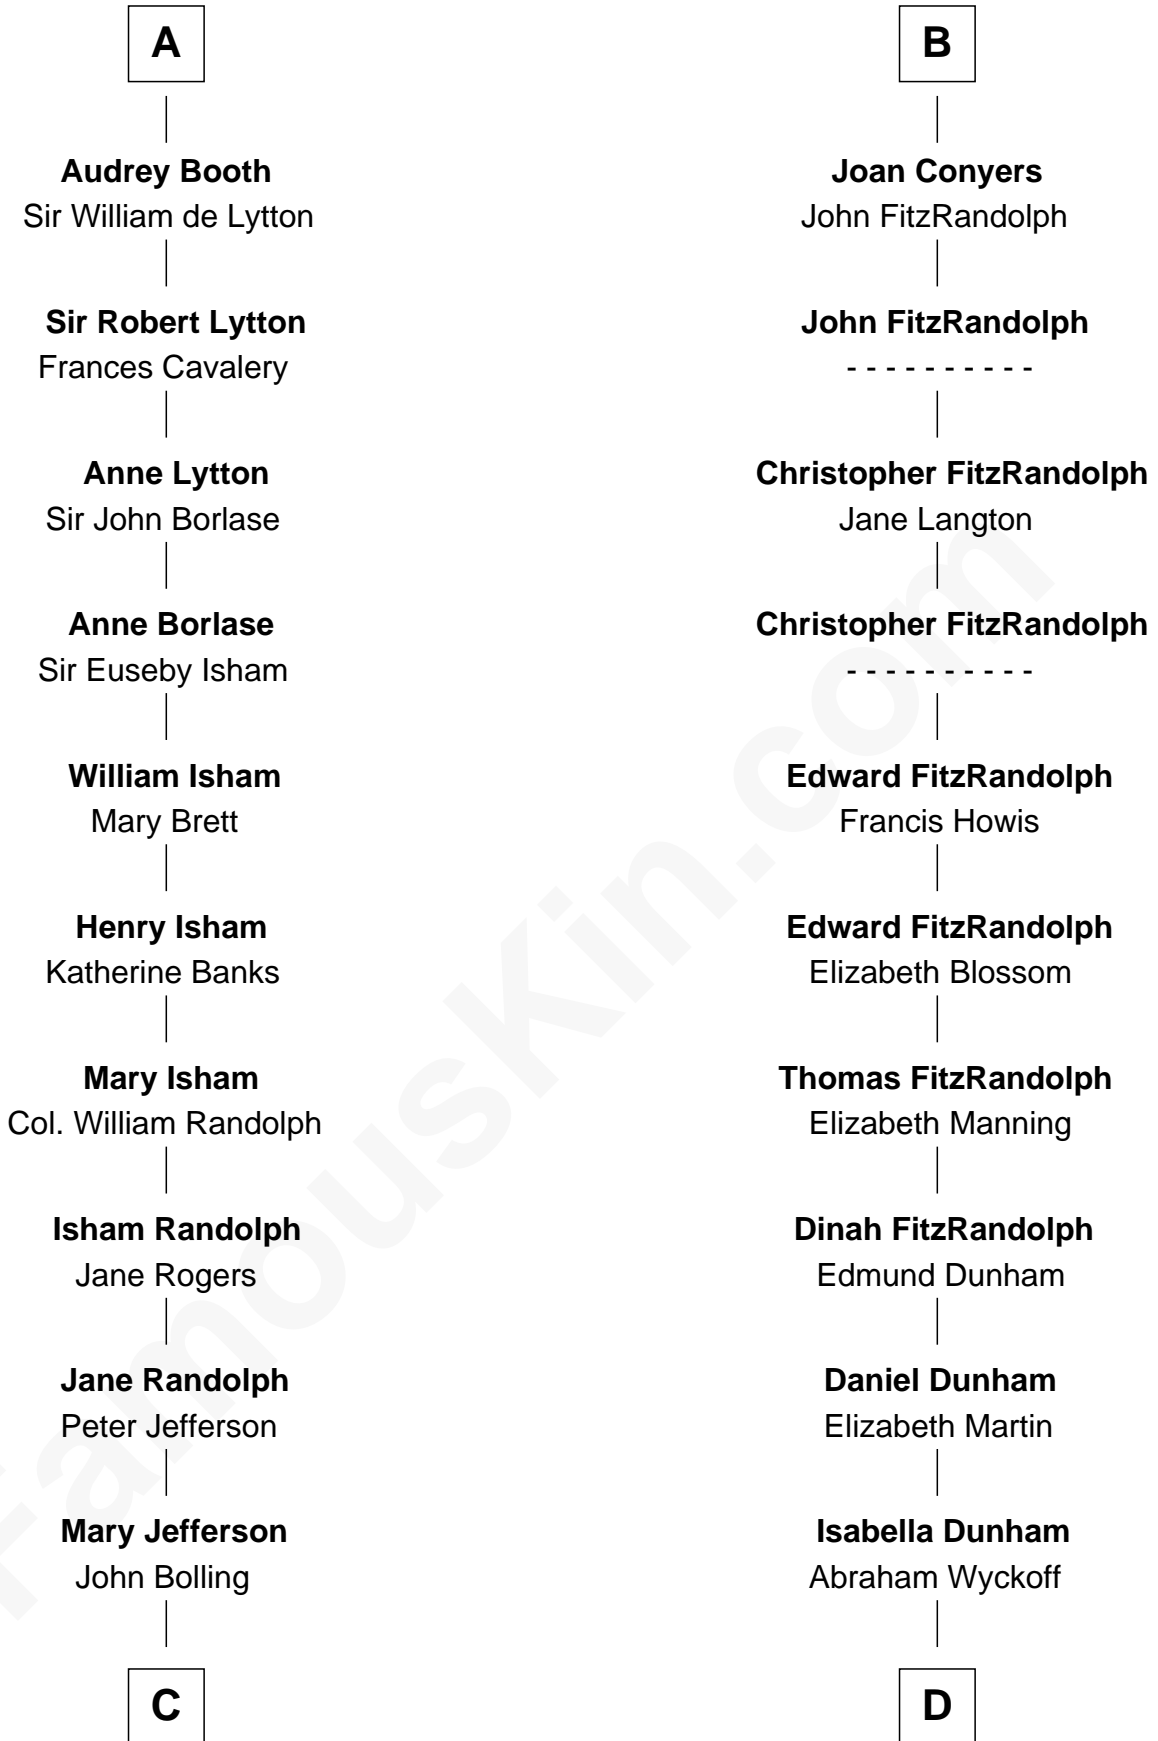 A
Audrey Booth
Sir William de Lytton
Sir Robert Lytton
Frances Cavalery
Anne Lytton
Sir John Borlase
Anne Borlase
Sir Euseby Isham
William Isham
Mary Brett
Henry Isham
Katherine Banks
Mary Isham
Col. William Randolph
Isham Randolph
Jane Rogers
Jane Randolph
Peter Jefferson
Mary Jefferson
John Bolling
C
B
Joan Conyers
John FitzRandolph
John FitzRandolph
- - - - - - - - - -
Christopher FitzRandolph
Jane Langton
Christopher FitzRandolph
- - - - - - - - - -
Edward FitzRandolph
Francis Howis
Edward FitzRandolph
Elizabeth Blossom
Thomas FitzRandolph
Elizabeth Manning
Dinah FitzRandolph
Edmund Dunham
Daniel Dunham
Elizabeth Martin
Isabella Dunham
Abraham Wyckoff
D
FamousKin.com